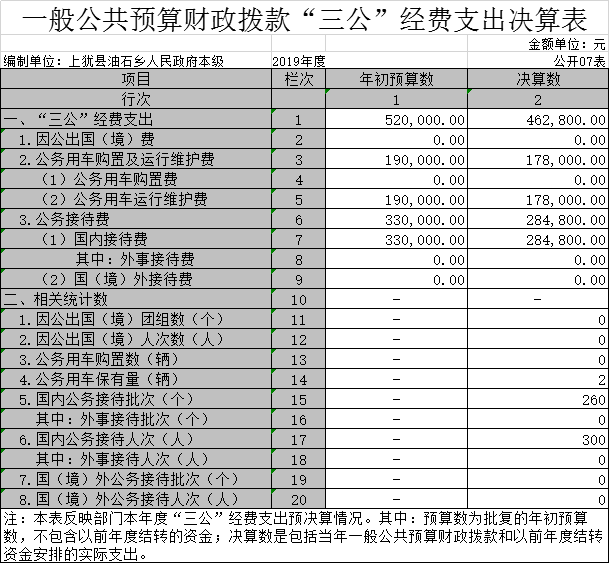 一般公共预算财政拨款“三公”经费支出决算表
金额单位：元
编制单位：上犹县油石乡人民政府本级 2019年度 公开07表
项目 栏次 年初预算数 决算数
行次 1 2
一、“三公”经费支出 1 520,000.00 462,800.00
1.因公出国（境）费 2 0.00 0.00
2.公务用车购置及运行维护费 3 190,000.00 178,000.00
（1）公务用车购置费 4 0.00 0.00
（2）公务用车运行维护费 5 190,000.00 178,000.00
3.公务接待费 6 330,000.00 284,800.00
（1）国内接待费 7 330,000.00 284,800.00
其中：外事接待费 8 0.00 0.00
（2）国（境）外接待费 9 0.00 0.00
二、相关统计数 10 － －
1.因公出国（境）团组数（个） 11 － 0
2.因公出国（境）人次数（人） 12 － 0
3.公务用车购置数（辆） 13 － 0
4.公务用车保有量（辆） 14 － 2
5.国内公务接待批次（个） 15 － 260
其中：外事接待批次（个） 16 － 0
6.国内公务接待人次（人） 17 － 300
其中：外事接待人次（人） 18 － 0
7.国（境）外公务接待批次（个） 19 － 0
8.国（境）外公务接待人次（人） 20 － 0
注：本表反映部门本年度“三公”经费支出预决算情况。其中：预算数为批复的年初预算
数，不包含以前年度结转的资金；决算数是包括当年一般公共预算财政拨款和以前年度结转
资金安排的实际支出。